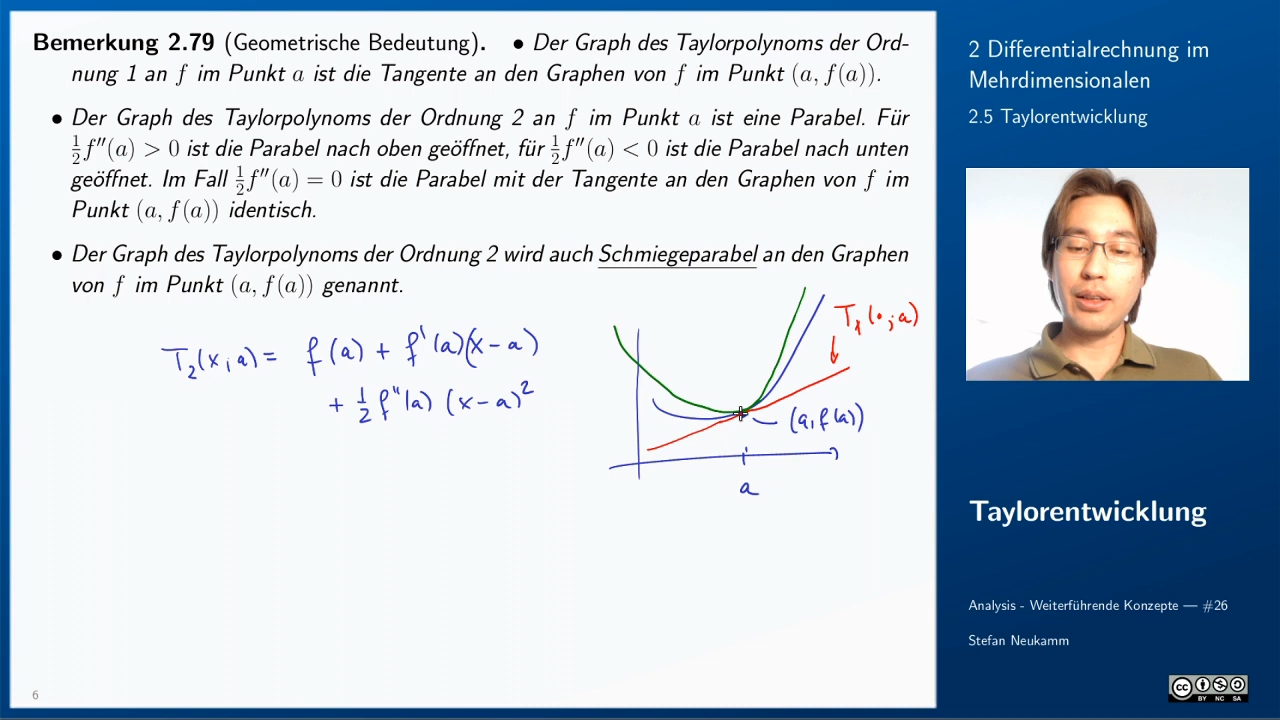 Bemerkung 2.79 (Geometrische Bedeutung). • Der Graph des Taylorpolynoms der Ord-
nung 1 an f im Punkt a ist die Tangente an den Graphen von f im Punkt (a, f(a)).
• Der Graph des Taylorpolynoms der Ordnung 2 an f im Punkt a ist eine Parabel. Für
½f″(a) > 0 ist die Parabel nach oben geöffnet, für ½f″(a) < 0 ist die Parabel nach unten
geöffnet. Im Fall ½f″(a) = 0 ist die Parabel mit der Tangente an den Graphen von f im
Punkt (a, f(a)) identisch.
• Der Graph des Taylorpolynoms der Ordnung 2 wird auch Schmiegeparabel an den Graphen
von f im Punkt (a, f(a)) genannt.
T₂(x; a) = f(a) + f'(a)(x - a)
+ ½ f"(a) (x - a)²
T₁(•; a)
(a, f(a))
a
6
2 Differentialrechnung im
Mehrdimensionalen
2.5 Taylorentwicklung
Taylorentwicklung
Analysis - Weiterführende Konzepte — #26
Stefan Neukamm
cc
BY NC SA